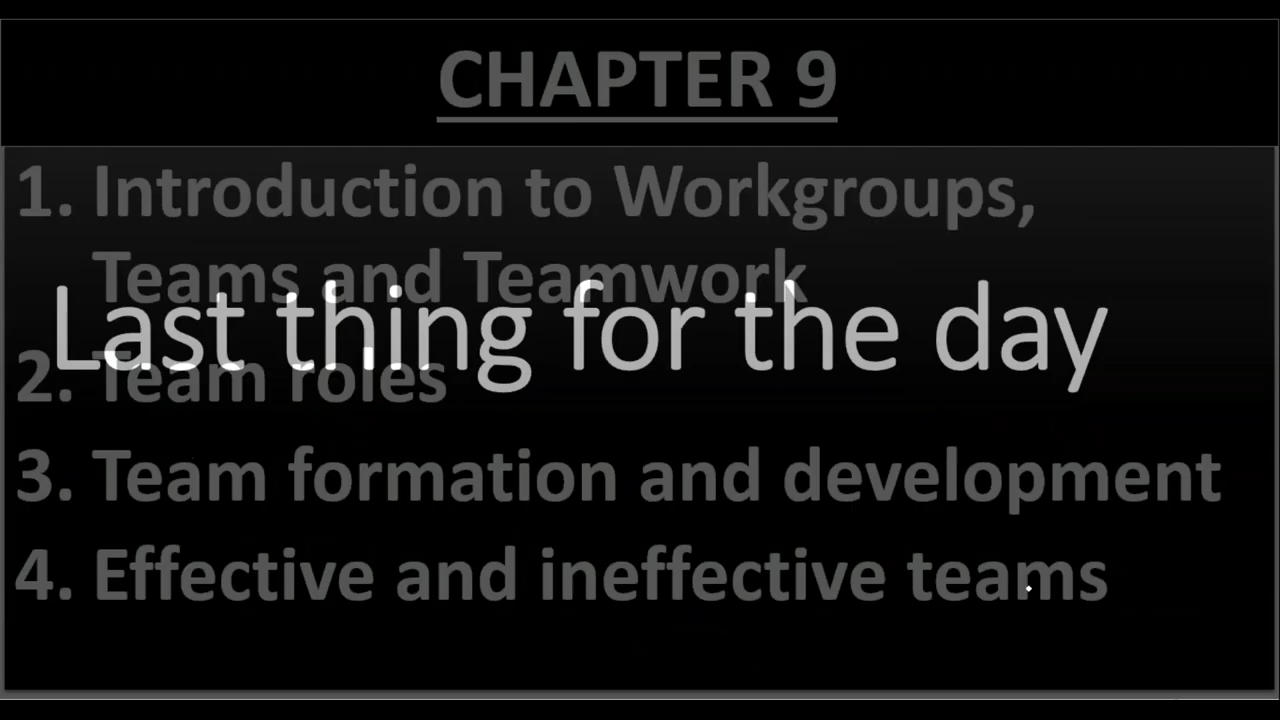 CHAPTER 9
1. Introduction to Workgroups,
Teams and Teamwork
Last thing for the day
2. Team roles
3. Team formation and development
4. Effective and ineffective teams